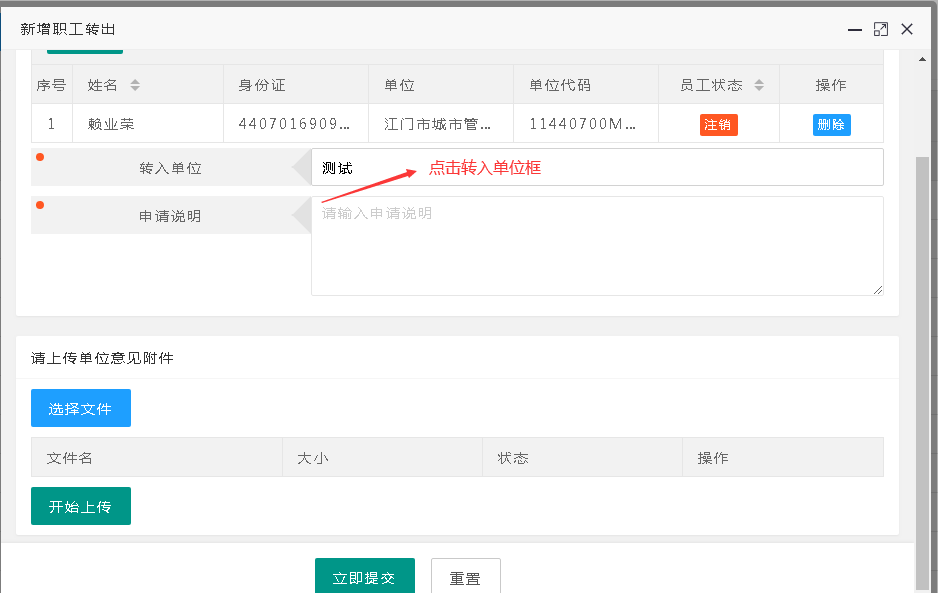 新增职工转出
序号 姓名 身份证 单位 单位代码 员工状态 操作
1 赖业荣 4407016909... 江门市城市管... 11440700M... 注销 删除
转入单位 测试 点击转入单位框
申请说明 请输入申请说明
请上传单位意见附件
选择文件
文件名 大小 状态 操作
开始上传
立即提交 重置